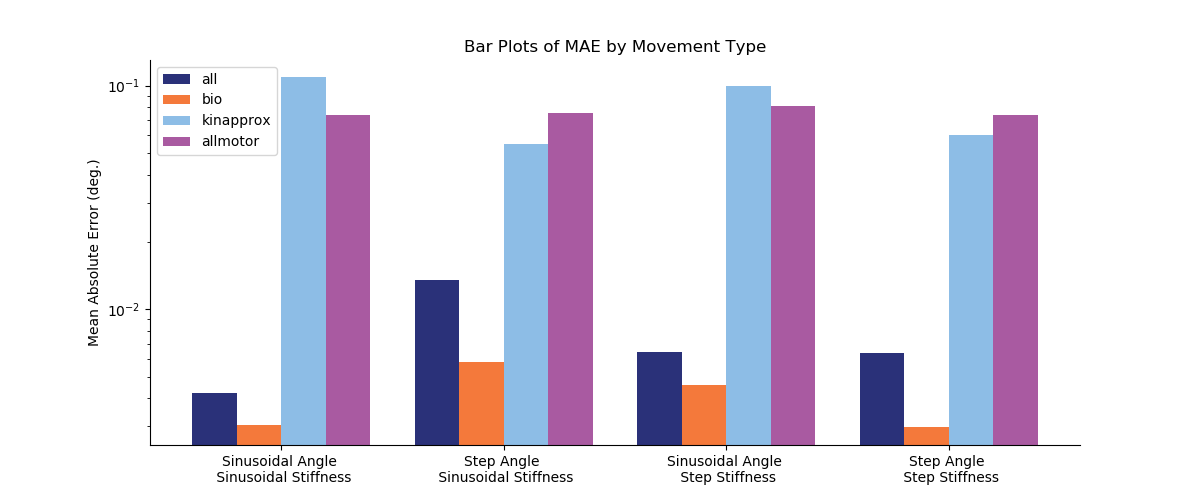 Bar Plots of MAE by Movement Type
all
bio
kinapprox
allmotor
10⁻¹
10⁻²
Mean Absolute Error (deg.)
Sinusoidal Angle
Sinusoidal Stiffness
Step Angle
Sinusoidal Stiffness
Sinusoidal Angle
Step Stiffness
Step Angle
Step Stiffness